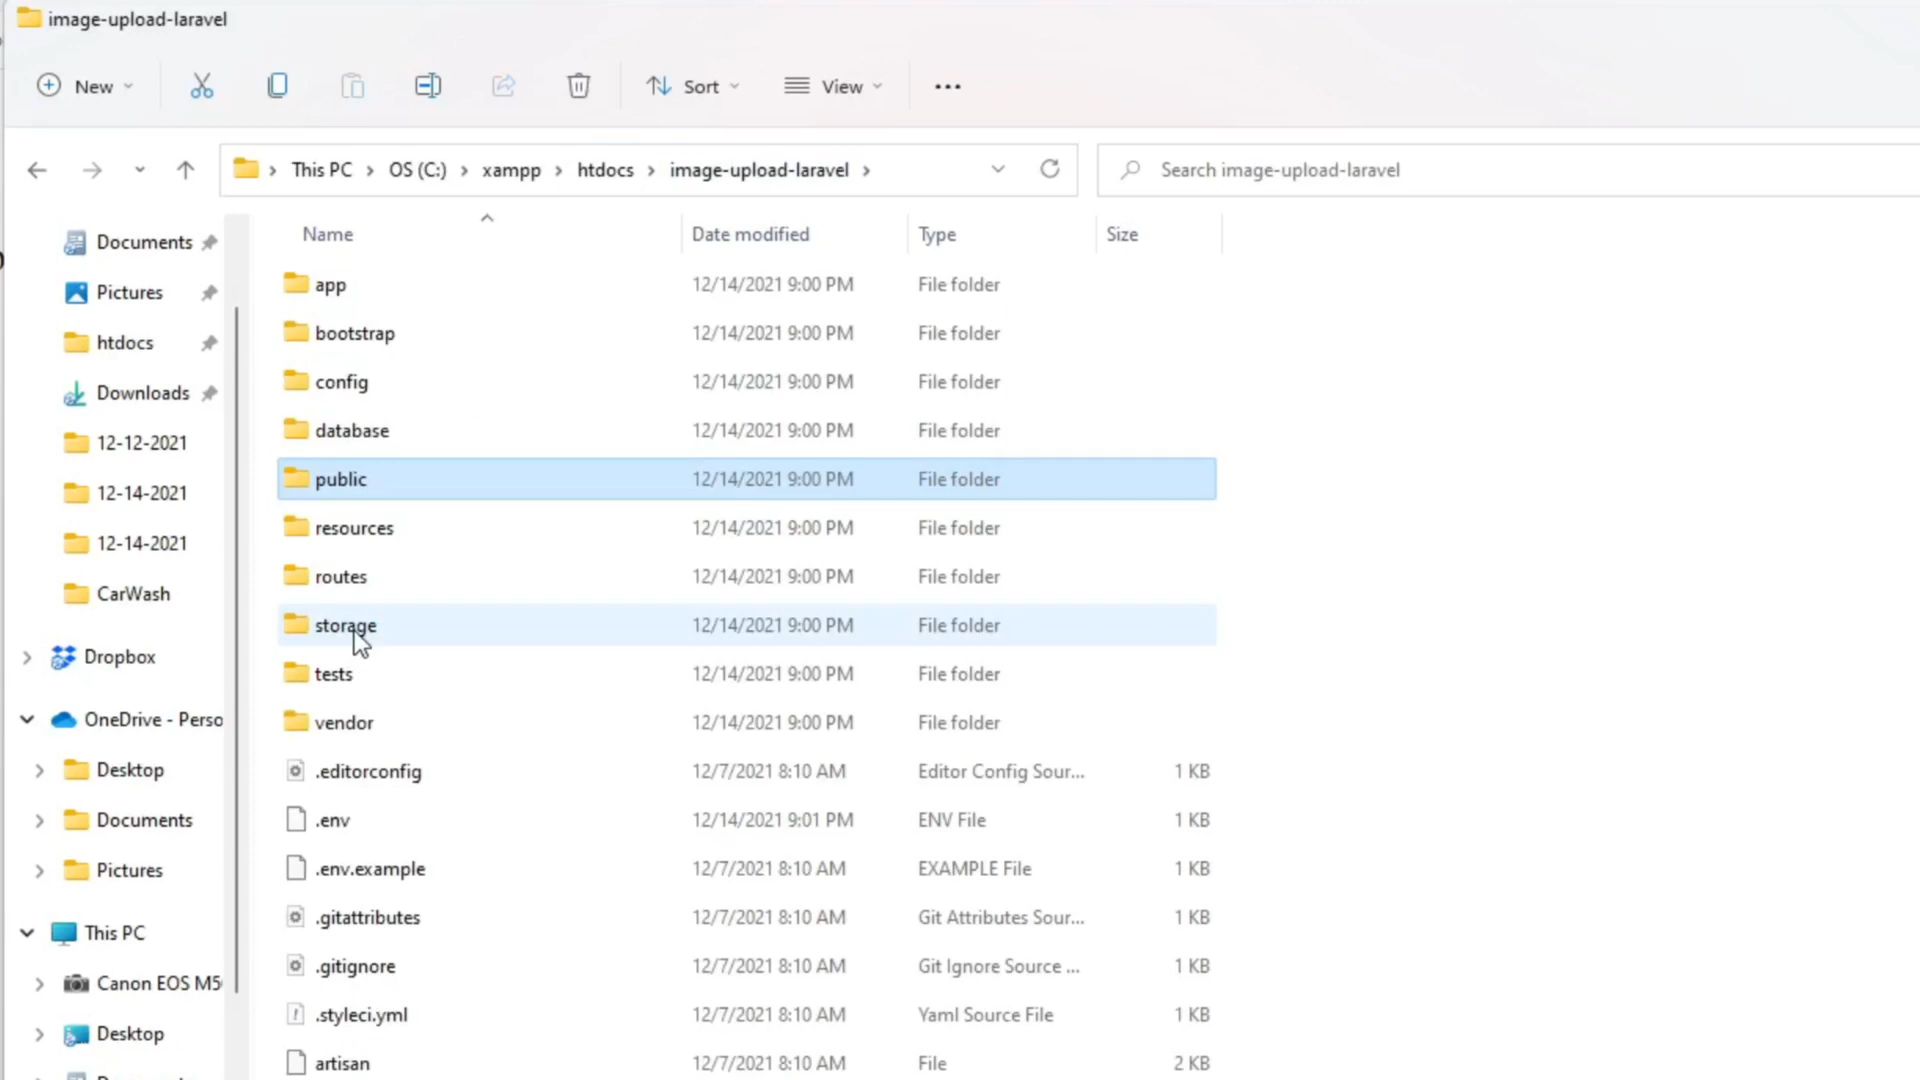 image-upload-laravel
New Sort View
This PC OS (C:) xampp htdocs image-upload-laravel
Search image-upload-laravel
Documents
Pictures
htdocs
Downloads
12-12-2021
12-14-2021
12-14-2021
CarWash
Dropbox
OneDrive - Perso
Desktop
Documents
Pictures
This PC
Canon EOS M5
Desktop
Name Date modified Type Size
app 12/14/2021 9:00 PM File folder
bootstrap 12/14/2021 9:00 PM File folder
config 12/14/2021 9:00 PM File folder
database 12/14/2021 9:00 PM File folder
public 12/14/2021 9:00 PM File folder
resources 12/14/2021 9:00 PM File folder
routes 12/14/2021 9:00 PM File folder
storage 12/14/2021 9:00 PM File folder
tests 12/14/2021 9:00 PM File folder
vendor 12/14/2021 9:00 PM File folder
.editorconfig 12/7/2021 8:10 AM Editor Config Sour... 1 KB
.env 12/14/2021 9:01 PM ENV File 1 KB
.env.example 12/7/2021 8:10 AM EXAMPLE File 1 KB
.gitattributes 12/7/2021 8:10 AM Git Attributes Sour... 1 KB
.gitignore 12/7/2021 8:10 AM Git Ignore Source ... 1 KB
.styleci.yml 12/7/2021 8:10 AM Yaml Source File 1 KB
artisan 12/7/2021 8:10 AM File 2 KB